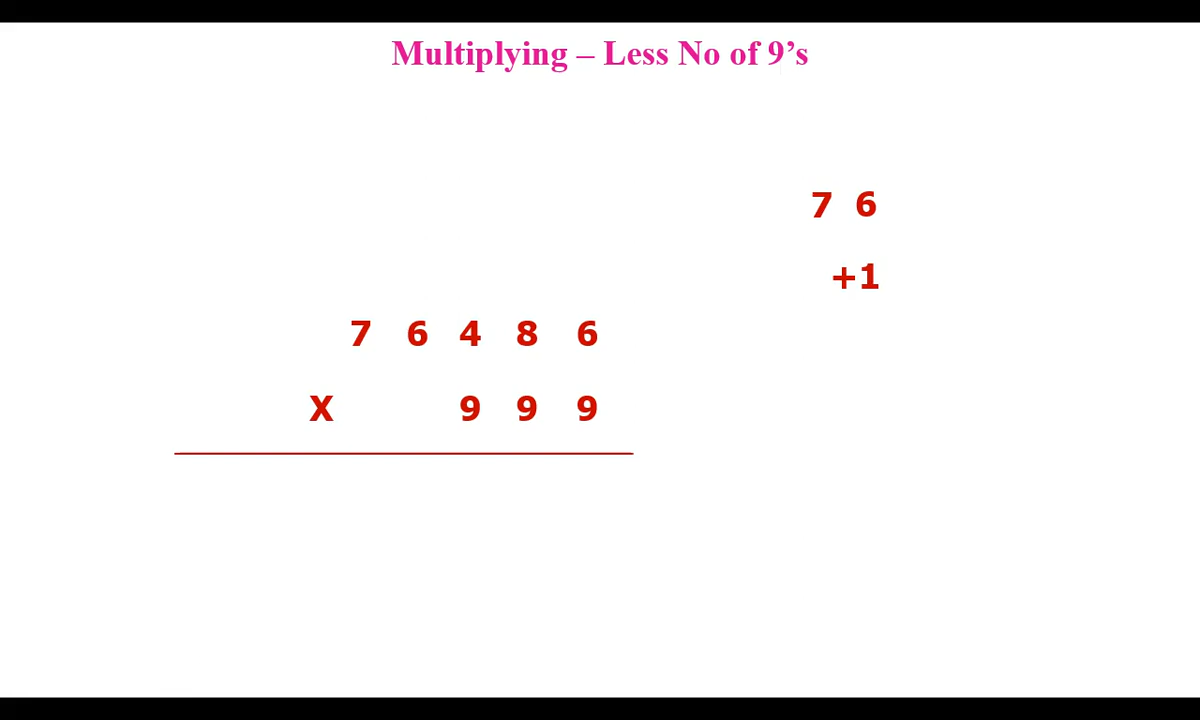 Multiplying – Less No of 9’s
7 6
+1
7 6 4 8 6
X 9 9 9